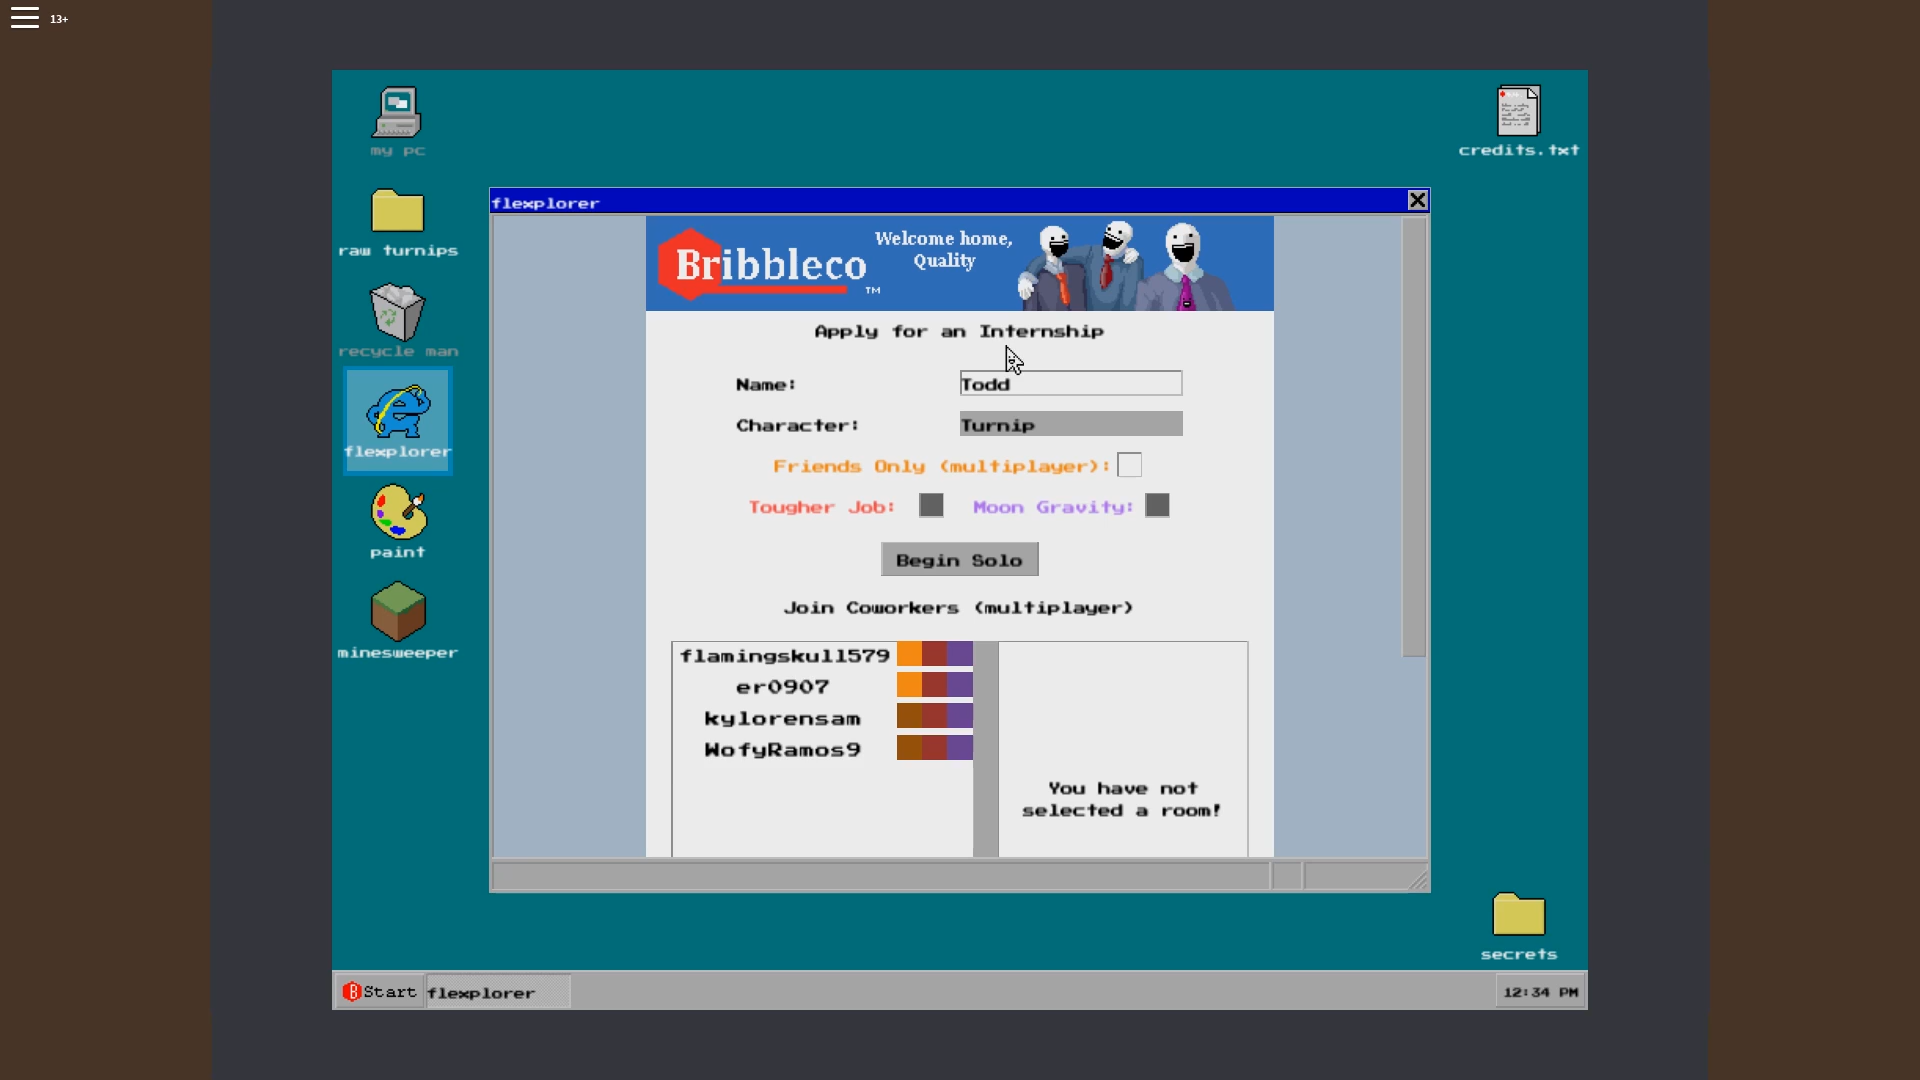 13+
my pc
credits.txt
raw turnips
flexplorer
Bribbleco
TM
Welcome home,
Quality
Apply for an Internship
Name:
Todd
Character:
Turnip
Friends Only (multiplayer):
Tougher Job:
Moon Gravity:
Begin Solo
Join Coworkers (multiplayer)
flamingskull579
er0907
kylorensam
WofyRamos9
You have not
selected a room!
recycle man
flexplorer
paint
minesweeper
secrets
Start
flexplorer
12:34 PM